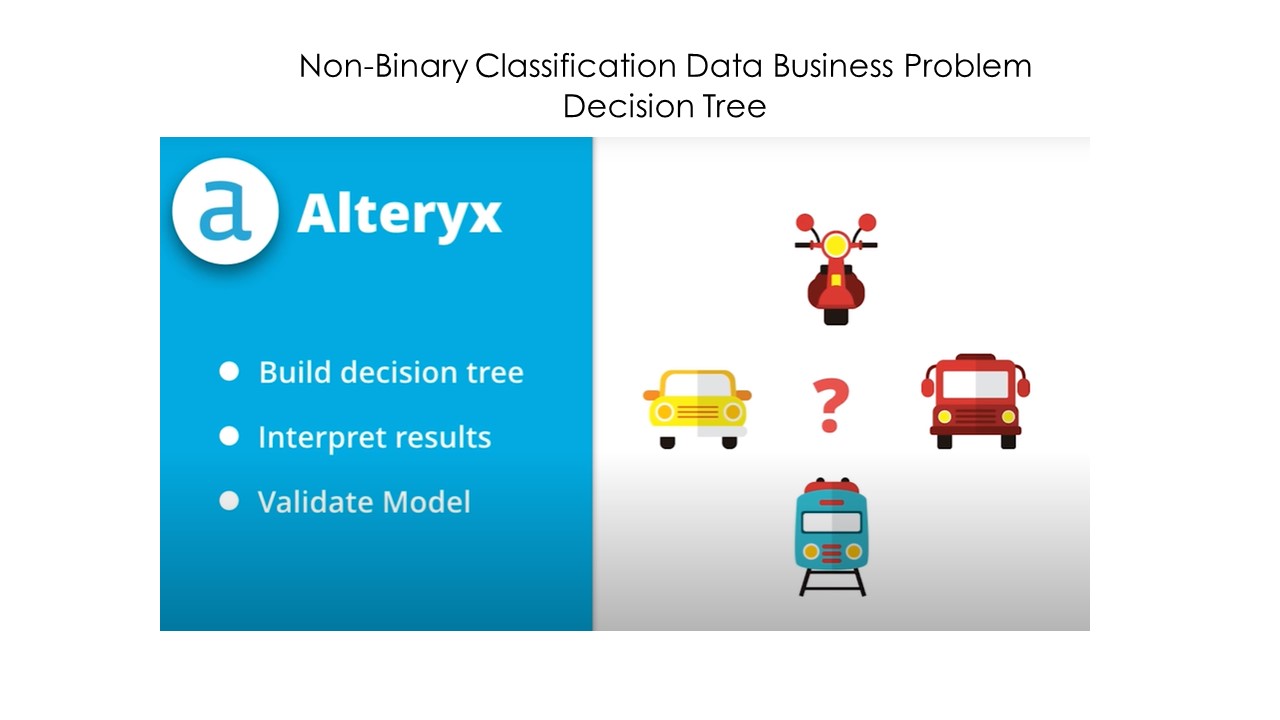 Non-Binary Classification Data Business Problem
Decision Tree
a Alteryx
Build decision tree
Interpret results
Validate Model
?